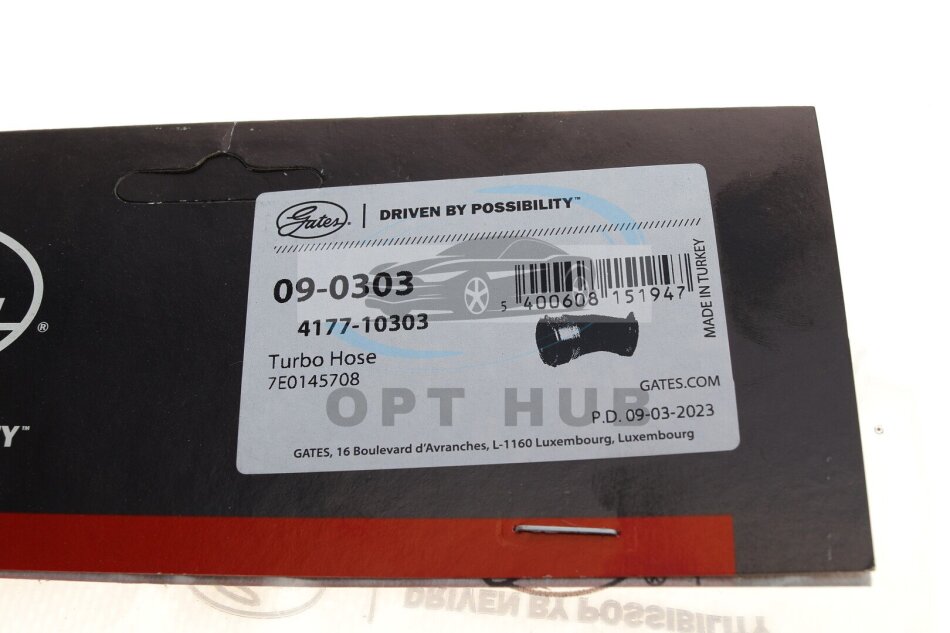 Gates® | DRIVEN BY POSSIBILITY™
09-0303
4177-10303
Turbo Hose
7E0145708
5 400608 151947
MADE IN TURKEY
GATES.COM
P.D. 09-03-2023
GATES, 16 Boulevard d'Avranches, L-1160 Luxembourg, Luxembourg
OPT HUB
®
Y™
®
DRIVEN BY POSSIBILITY